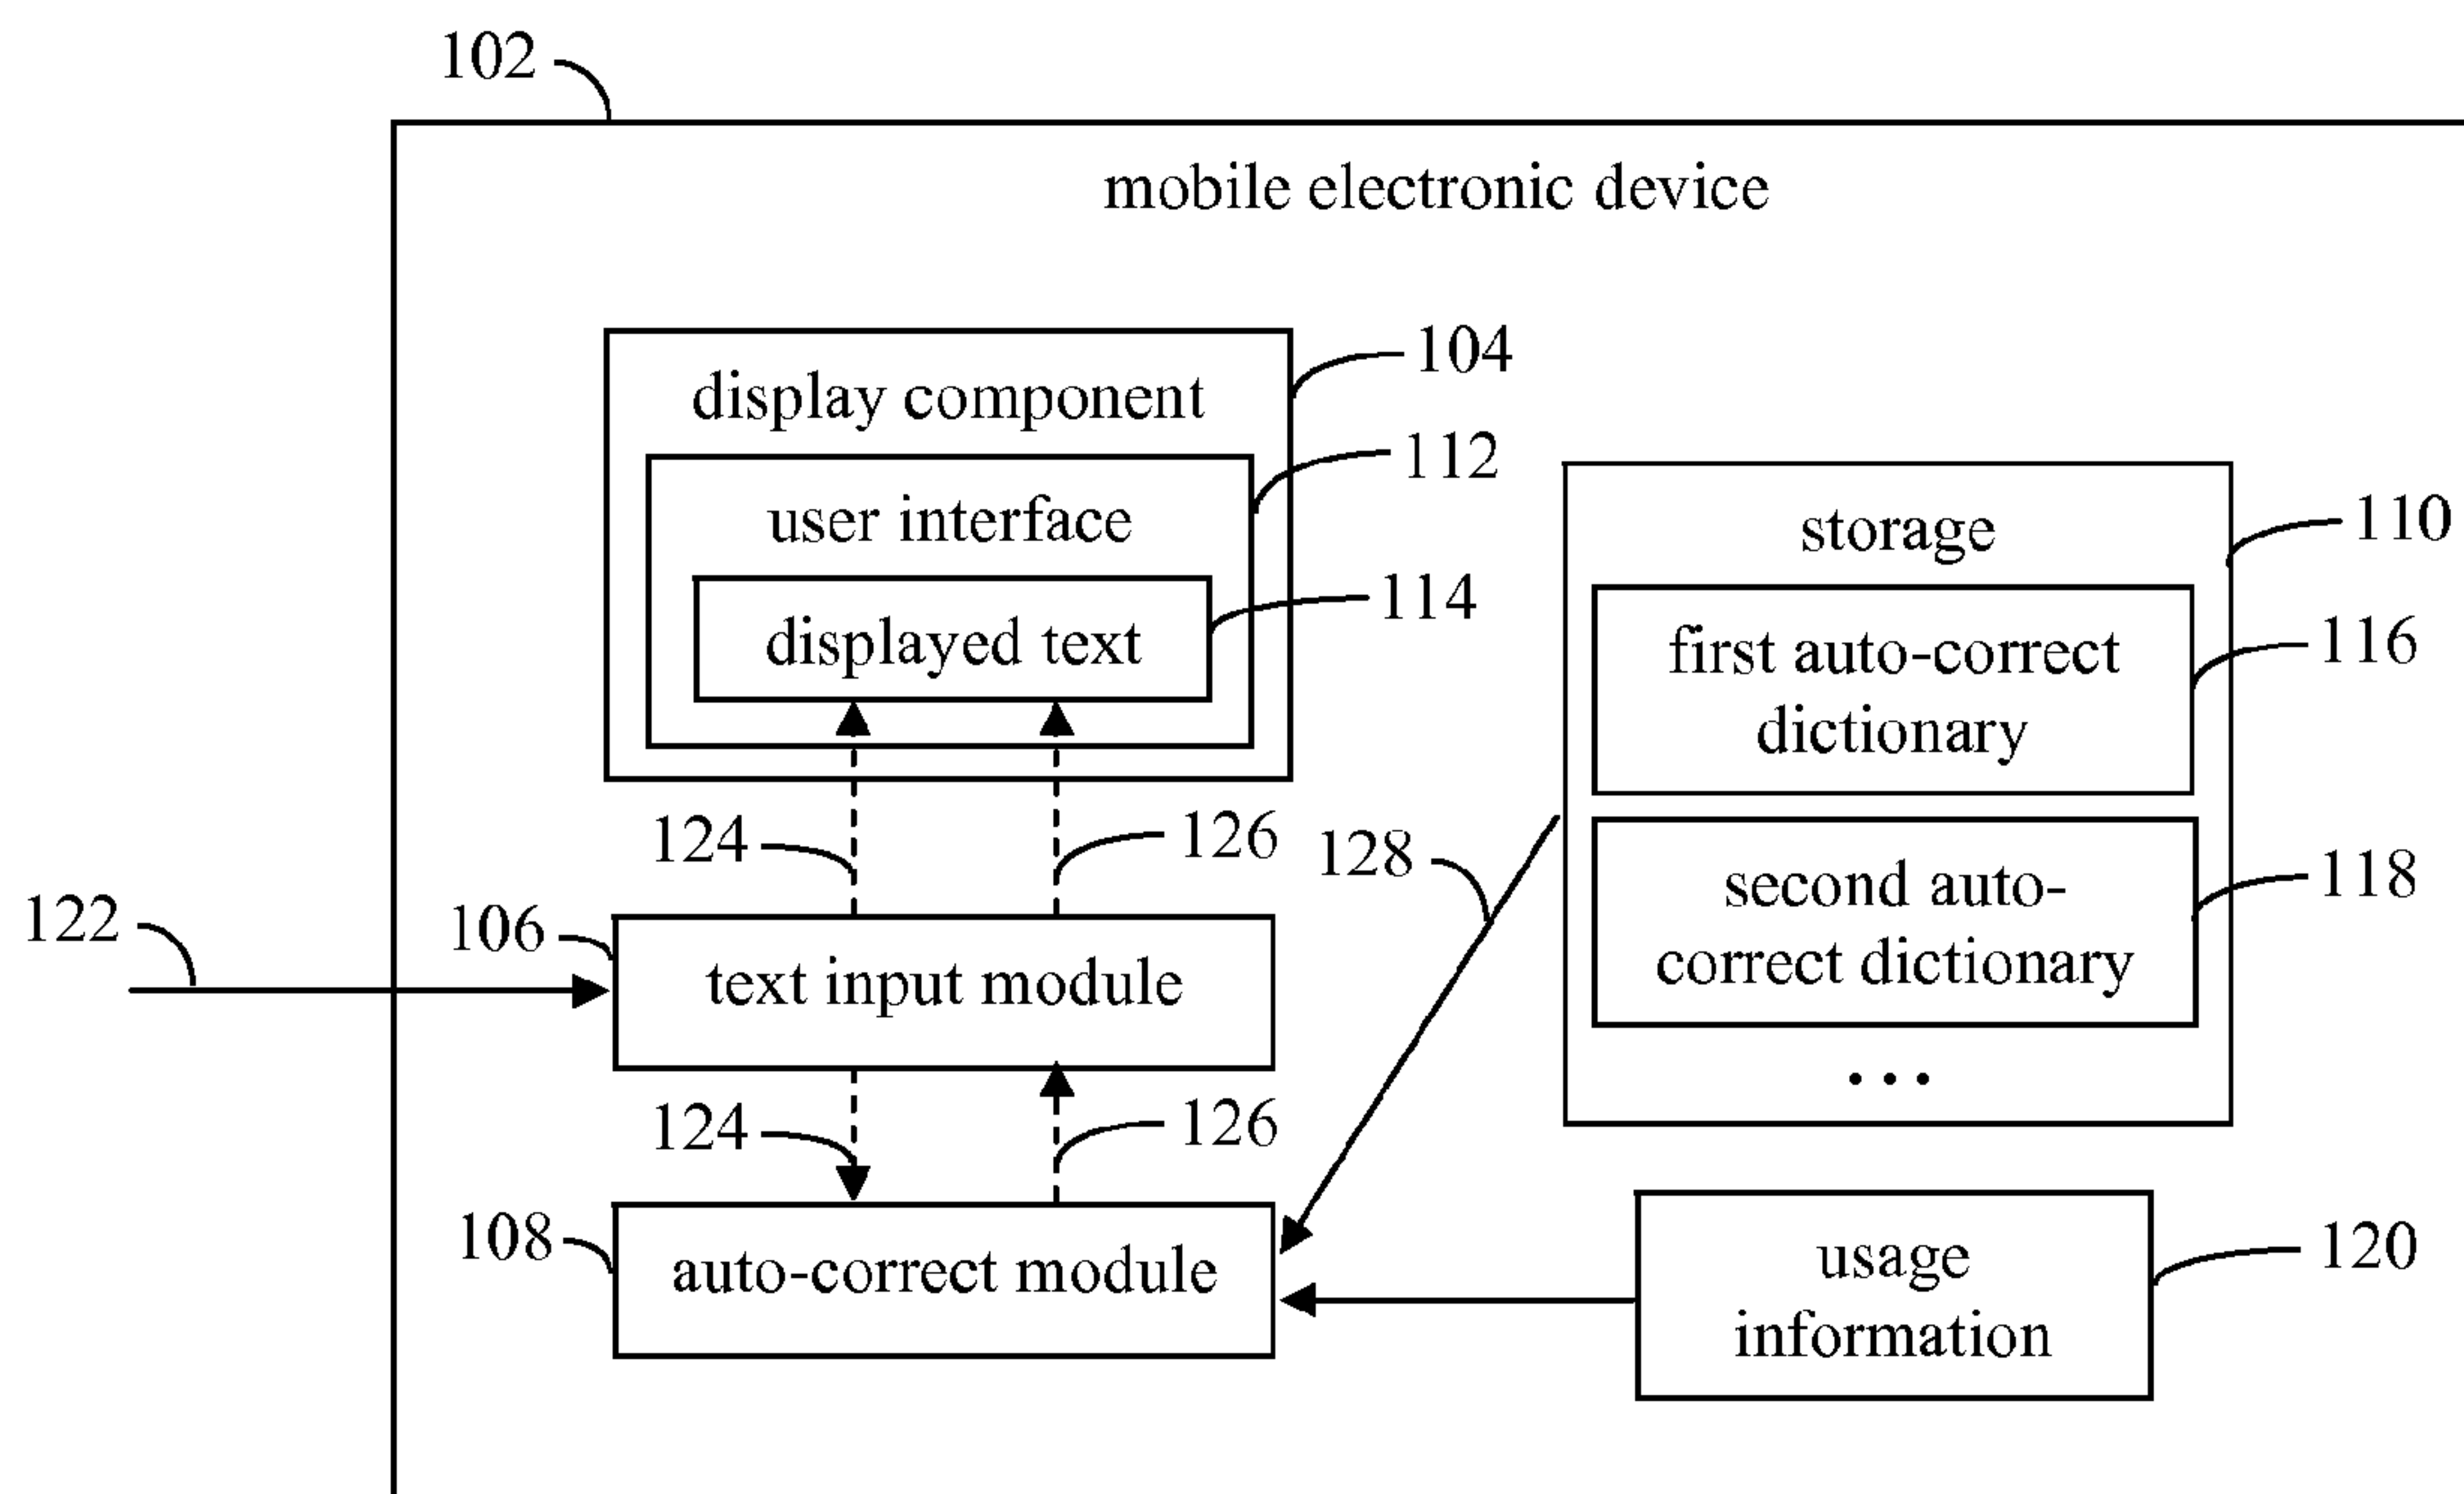 102
mobile electronic device
104
display component
112
user interface
114
displayed text
110
storage
116
first auto-correct
dictionary
118
second auto-
correct dictionary
...
124
126
128
122
106
text input module
124
126
108
auto-correct module
120
usage
information